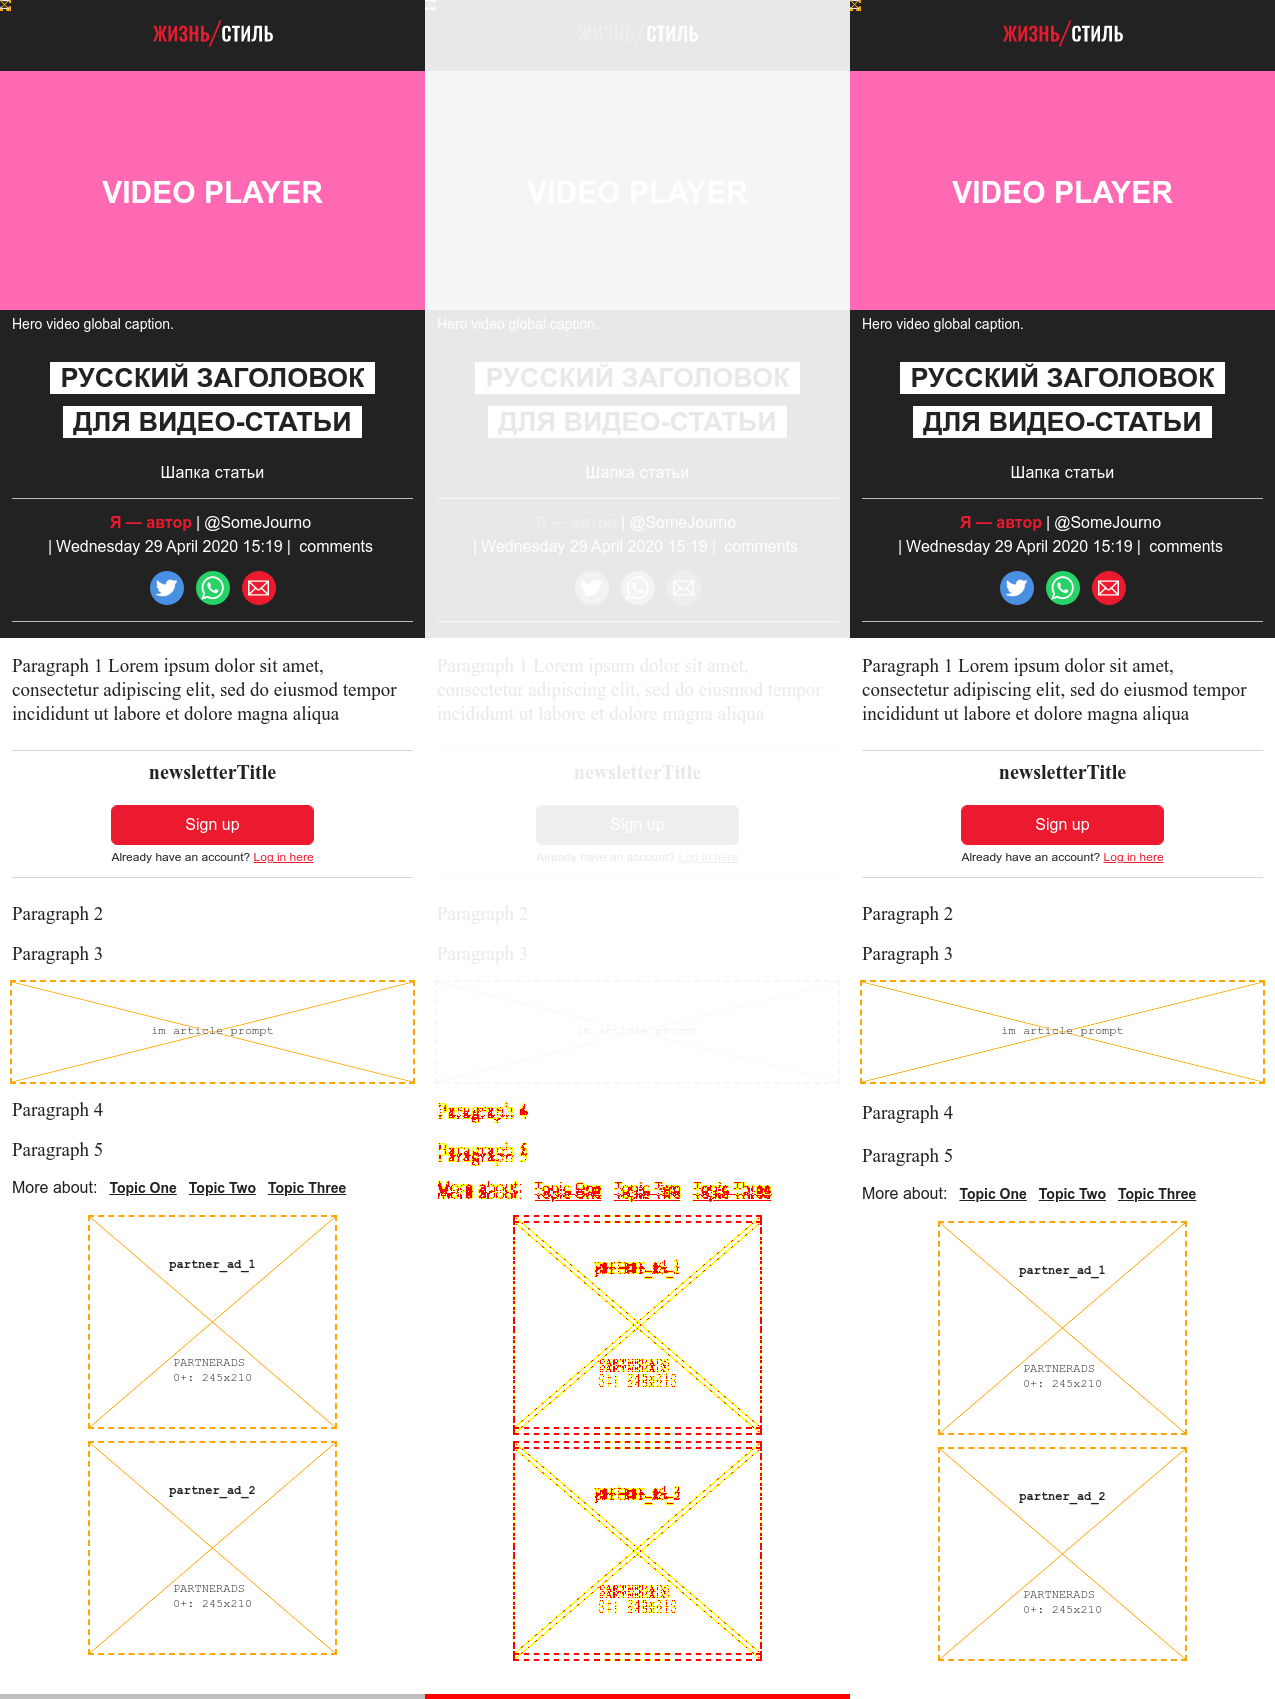 ЖИЗНЬ/СТИЛЬ
VIDEO PLAYER
Hero video global caption.
РУССКИЙ ЗАГОЛОВОК
ДЛЯ ВИДЕО-СТАТЬИ
Шапка статьи
Я — автор | @SomeJourno
| Wednesday 29 April 2020 15:19 | comments
Paragraph 1 Lorem ipsum dolor sit amet,
consectetur adipiscing elit, sed do eiusmod tempor
incididunt ut labore et dolore magna aliqua
newsletterTitle
Sign up
Already have an account? Log in here
Paragraph 2
Paragraph 3
im article prompt
Paragraph 4
Paragraph 5
More about: Topic One Topic Two Topic Three
partner_ad_1
PARTNERADS
0+: 245x210
partner_ad_2
PARTNERADS
0+: 245x210
ЖИЗНЬ/СТИЛЬ
VIDEO PLAYER
Hero video global caption.
РУССКИЙ ЗАГОЛОВОК
ДЛЯ ВИДЕО-СТАТЬИ
Шапка статьи
Я — автор | @SomeJourno
| Wednesday 29 April 2020 15:19 | comments
Paragraph 1 Lorem ipsum dolor sit amet,
consectetur adipiscing elit, sed do eiusmod tempor
incididunt ut labore et dolore magna aliqua
newsletterTitle
Sign up
Already have an account? Log in here
Paragraph 2
Paragraph 3
im article prompt
Paragraph 4
Paragraph 5
More about: Topic One Topic Two Topic Three
PARTNERADS
0+: 245x210
PARTNERADS
0+: 245x210
ЖИЗНЬ/СТИЛЬ
VIDEO PLAYER
Hero video global caption.
РУССКИЙ ЗАГОЛОВОК
ДЛЯ ВИДЕО-СТАТЬИ
Шапка статьи
Я — автор | @SomeJourno
| Wednesday 29 April 2020 15:19 | comments
Paragraph 1 Lorem ipsum dolor sit amet,
consectetur adipiscing elit, sed do eiusmod tempor
incididunt ut labore et dolore magna aliqua
newsletterTitle
Sign up
Already have an account? Log in here
Paragraph 2
Paragraph 3
im article prompt
Paragraph 4
Paragraph 5
More about: Topic One Topic Two Topic Three
partner_ad_1
PARTNERADS
0+: 245x210
partner_ad_2
PARTNERADS
0+: 245x210